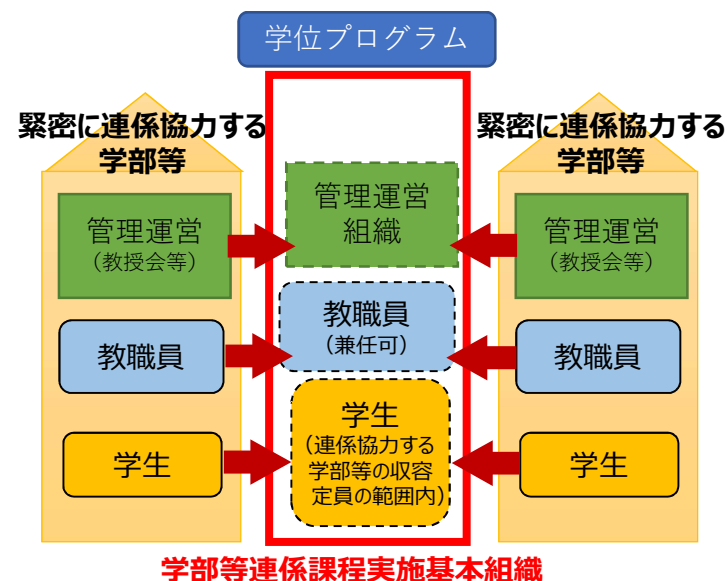 学位プログラム
緊密に連係協力する
学部等
管理運営
（教授会等）
教職員
学生
管理運営
組織
教職員
（兼任可）
学生
（連係協力する
学部等の収容
定員の範囲内）
緊密に連係協力する
学部等
管理運営
（教授会等）
教職員
学生
学部等連係課程実施基本組織